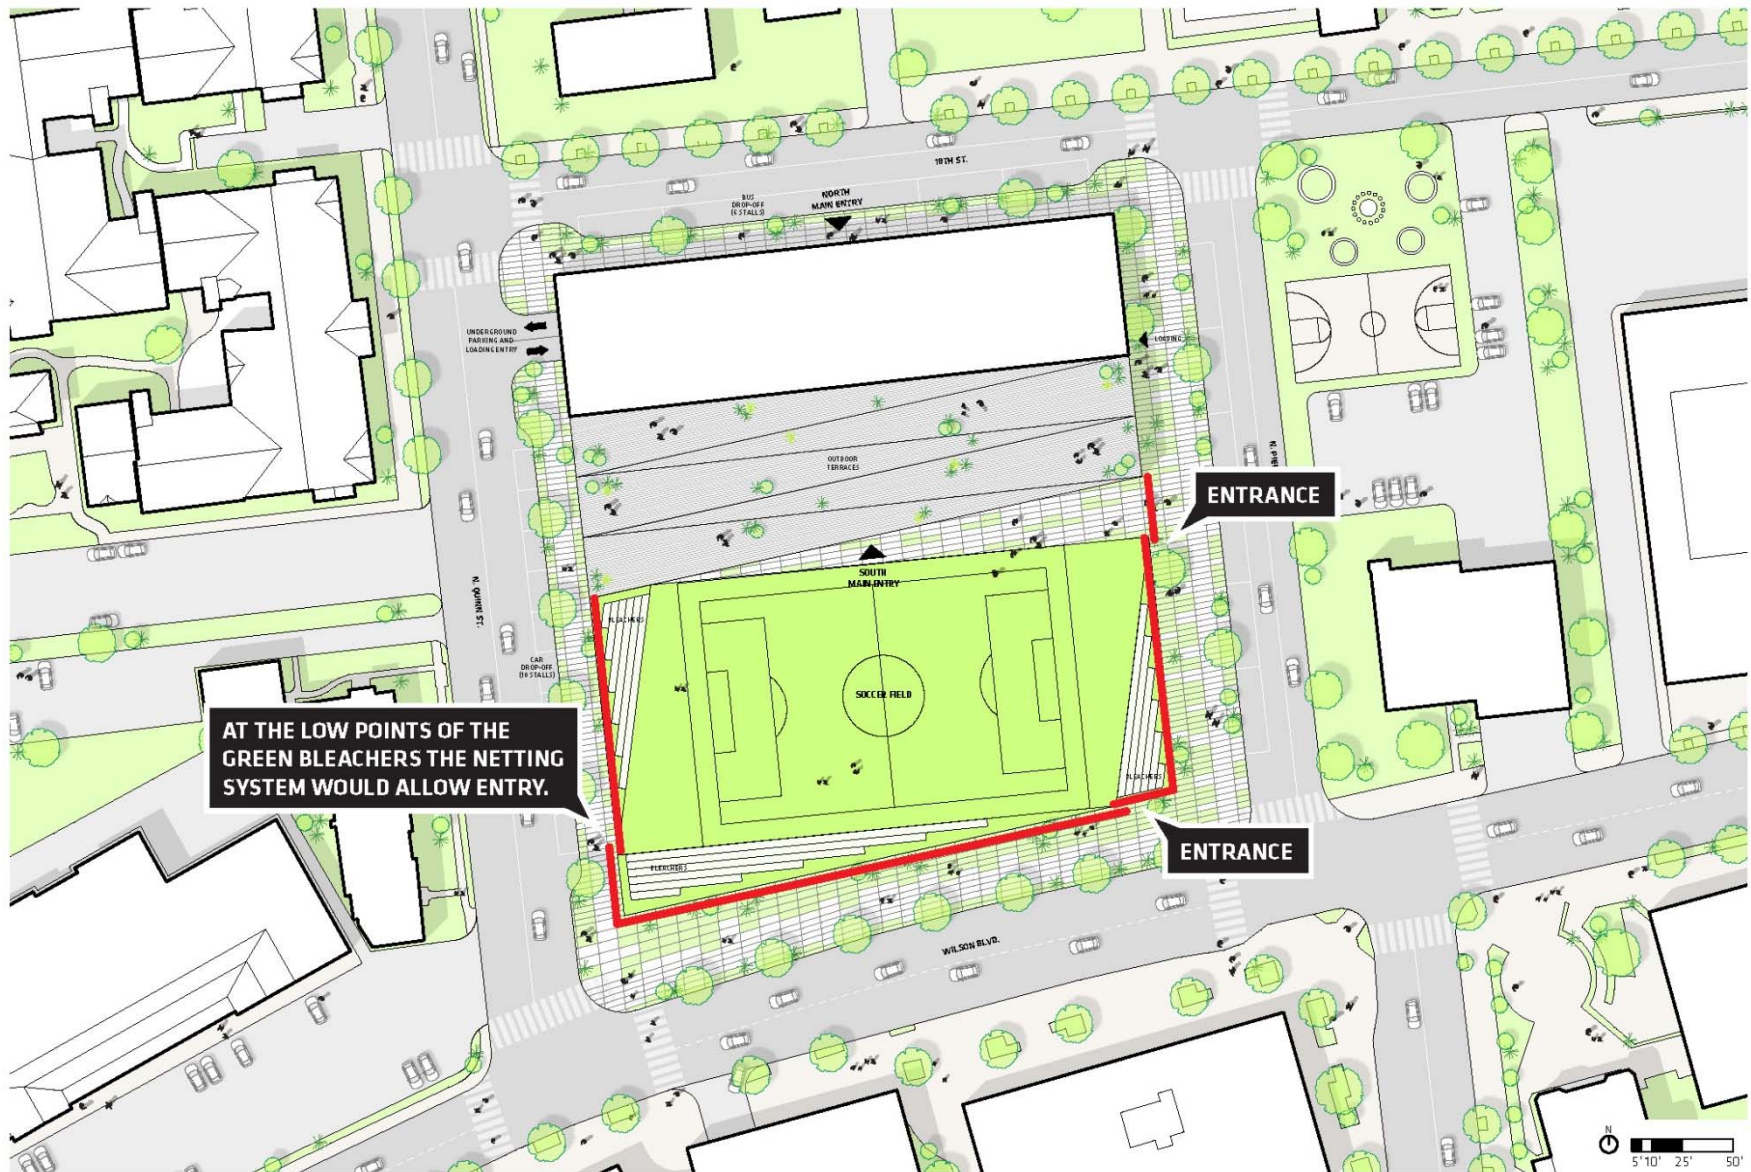 18TH ST.
BUS
DROP-OFF
(6 STALLS)
NORTH
MAIN ENTRY
UNDERGROUND
PARKING AND
LOADING ENTRY
LOADING
OUTDOOR
TERRACES
ENTRANCE
SOUTH
MAIN ENTRY
N. QUINN ST.
BLEACHERS
CAR
DROP-OFF
(10 STALLS)
SOCCER FIELD
AT THE LOW POINTS OF THE
GREEN BLEACHERS THE NETTING
SYSTEM WOULD ALLOW ENTRY.
BLEACHERS
BLEACHERS
ENTRANCE
WILSON BLVD.
N
5' 10' 25' 50'